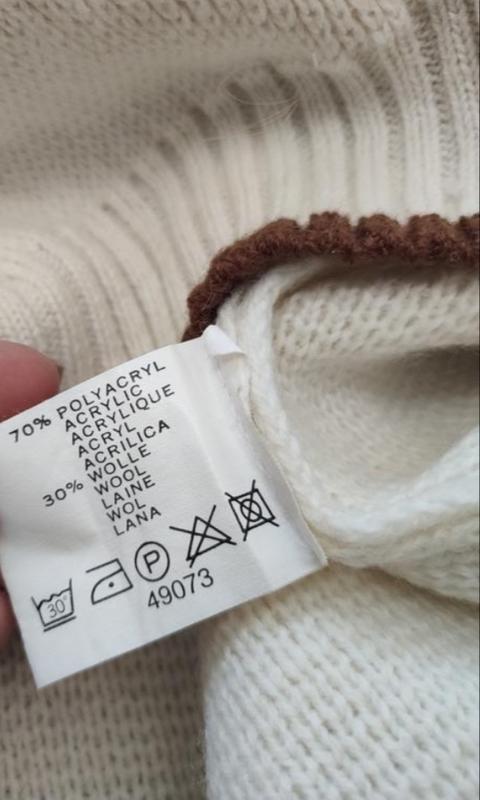 70% POLYACRYL
ACRYLIC
ACRYLIQUE
ACRYL
ACRILICA
30% WOLLE
WOOL
LAINE
WOL
LANA
30°
P
49073